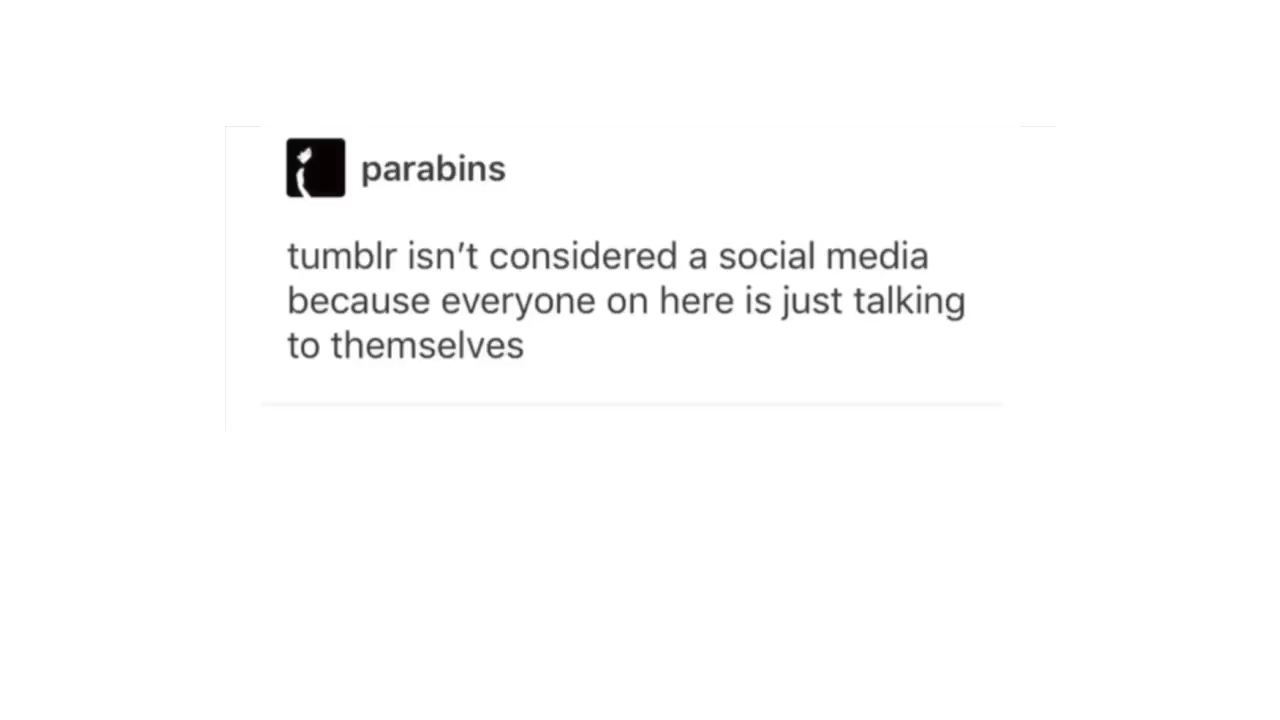 parabins
tumblr isn’t considered a social media
because everyone on here is just talking
to themselves